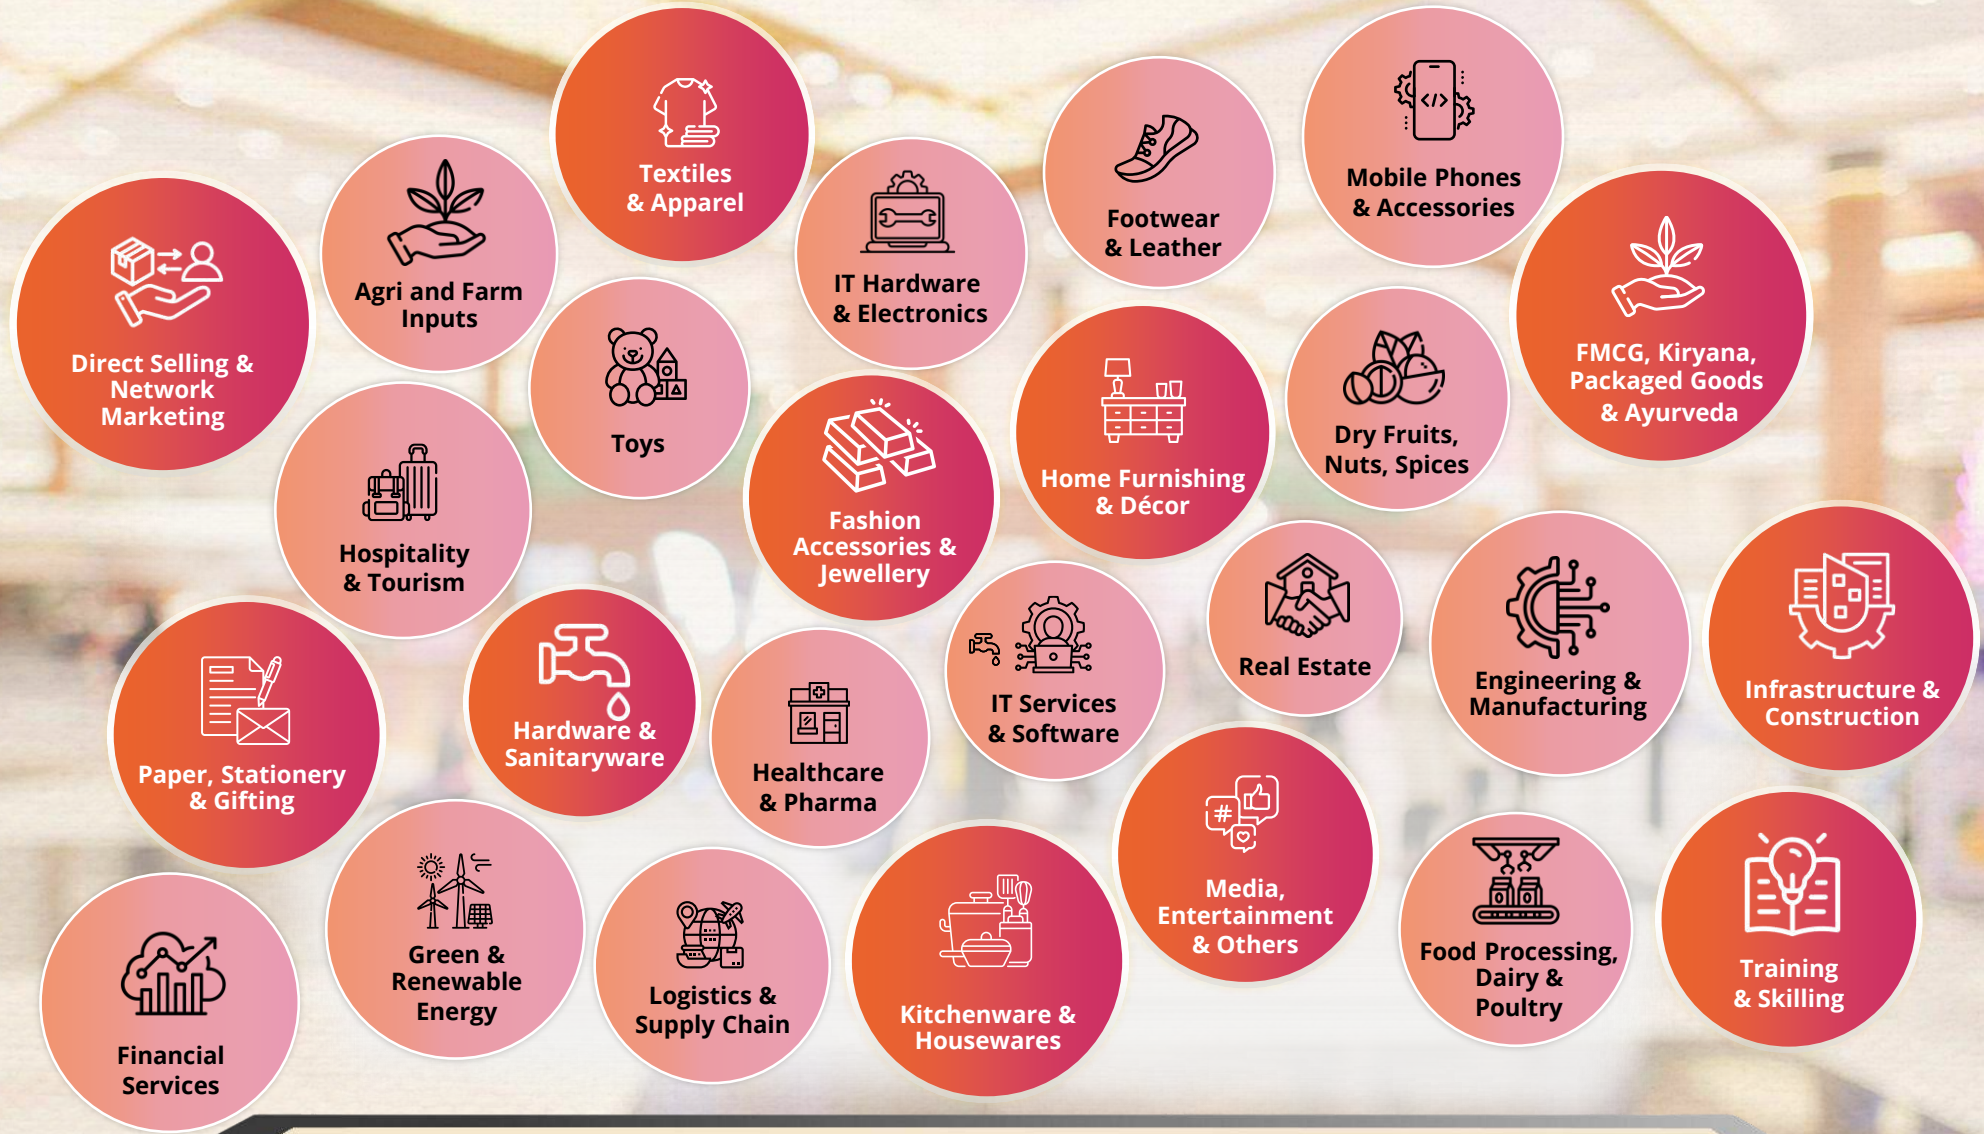 Textiles
& Apparel
Mobile Phones
& Accessories
Footwear
& Leather
Agri and Farm
Inputs
IT Hardware
& Electronics
Direct Selling &
Network
Marketing
FMCG, Kiryana,
Packaged Goods
& Ayurveda
Toys
Dry Fruits,
Nuts, Spices
Home Furnishing
& Décor
Hospitality
& Tourism
Fashion
Accessories &
Jewellery
Real Estate
Engineering &
Manufacturing
Infrastructure &
Construction
IT Services
& Software
Hardware &
Sanitaryware
Paper, Stationery
& Gifting
Healthcare
& Pharma
Media,
Entertainment
& Others
Green &
Renewable
Energy
Food Processing,
Dairy &
Poultry
Training
& Skilling
Logistics &
Supply Chain
Kitchenware &
Housewares
Financial
Services